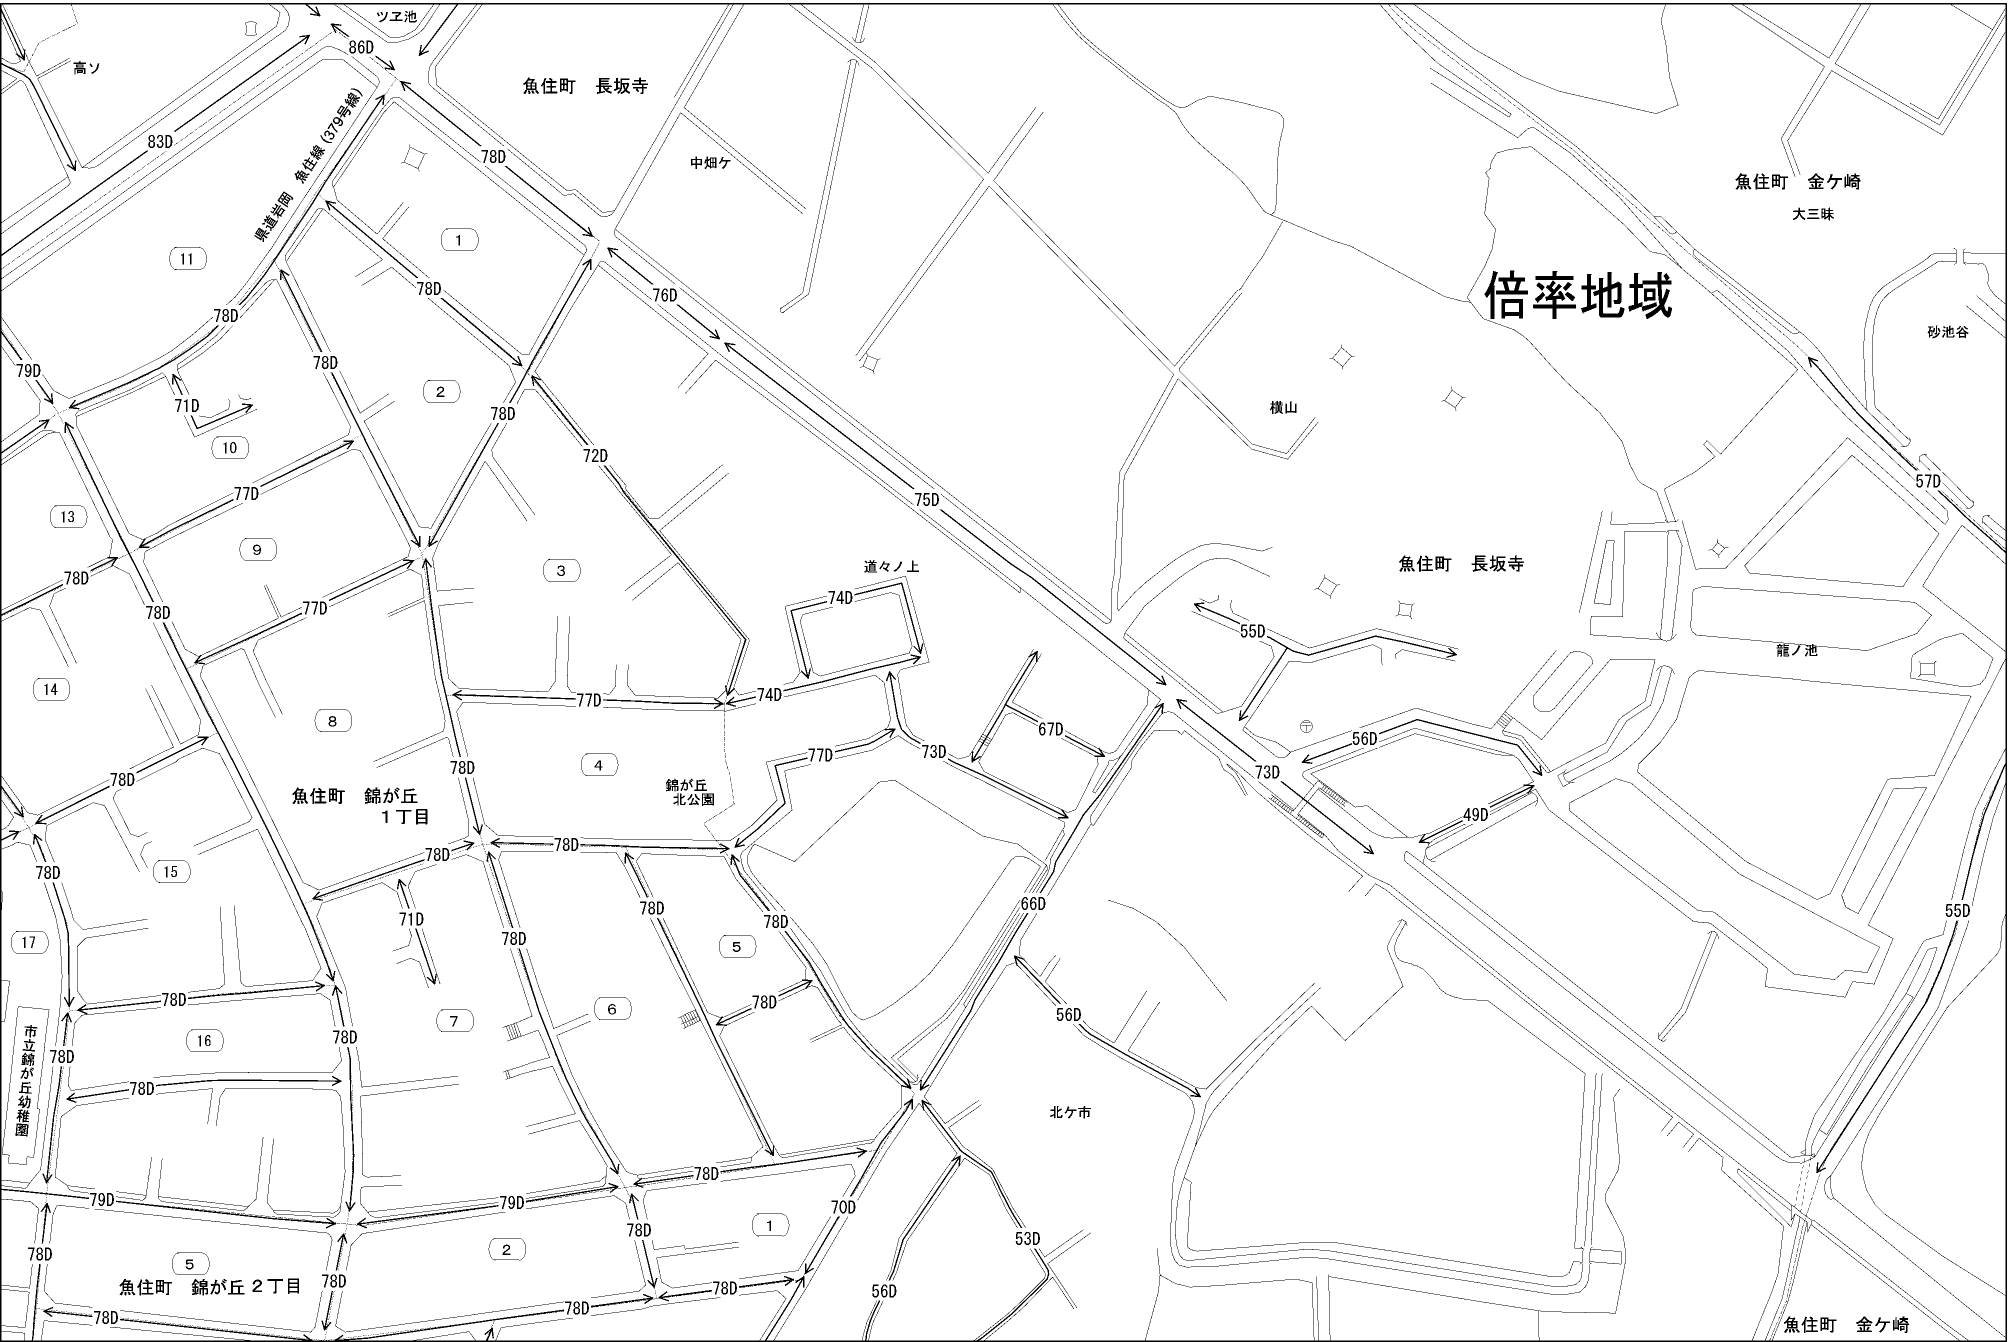 ツヱ池
86D
高ソ
魚住町　長坂寺
県道岩岡　魚住線(379号線)
83D
78D
中畑ケ
魚住町　金ケ崎
大三昧
1
11
78D
76D
倍率地域
78D
砂池谷
78D
79D
71D
2
78D
横山
10
72D
57D
77D
75D
13
9
3
道々ノ上
魚住町　長坂寺
78D
77D
78D
74D
55D
龍ノ池
14
8
77D
74D
67D
56D
73D
77D
4
78D
73D
78D
錦が丘
北公園
魚住町　錦が丘
1丁目
49D
78D
78D
15
78D
66D
78D
71D
78D
78D
55D
17
5
78D
78D
78D
6
56D
7
市立錦が丘幼稚園
16
78D
78D
78D
北ケ市
78D
79D
79D
70D
1
78D
53D
78D
2
5
魚住町　錦が丘２丁目
78D
78D
56D
78D
78D
魚住町　金ケ崎